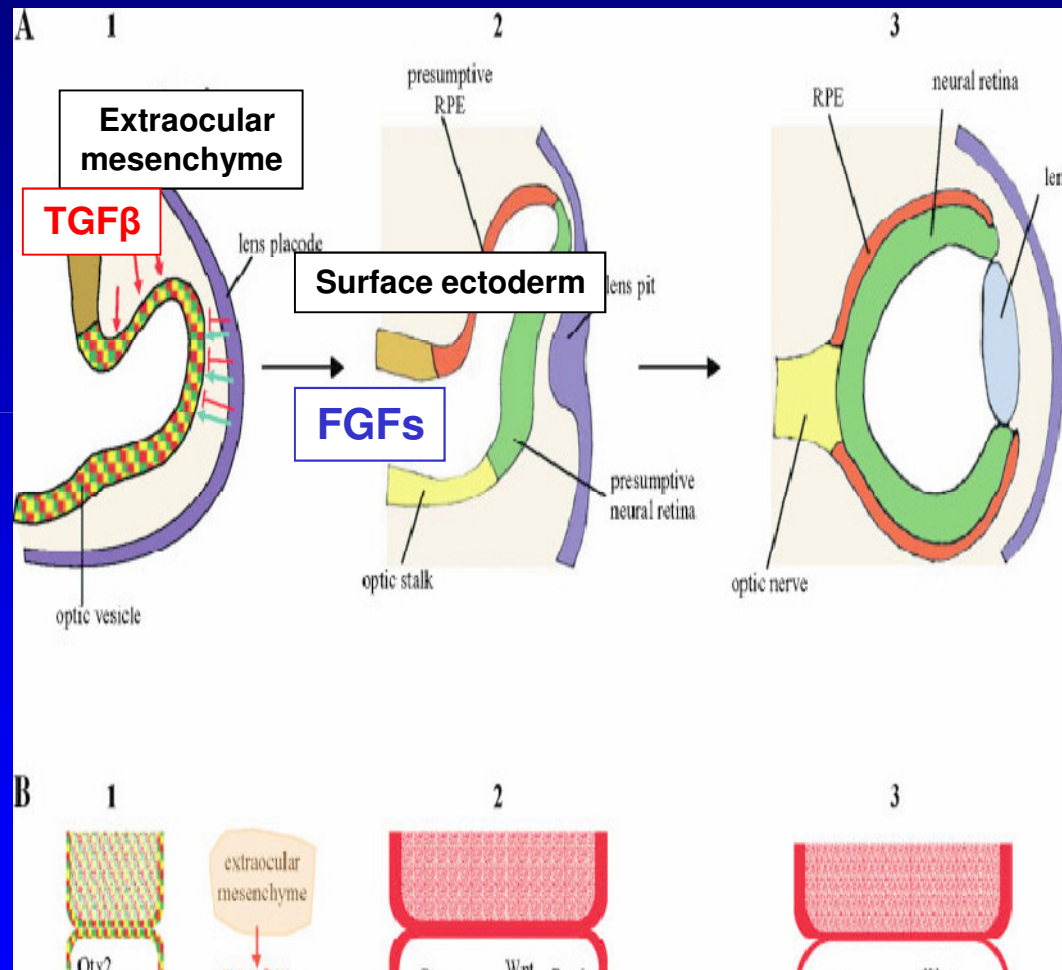 A
1
2
3
Extraocular
mesenchyme
TGFβ
lens placode
optic vesicle
presumptive
RPE
Surface ectoderm
lens pit
FGFs
presumptive
neural retina
optic stalk
RPE
neural retina
optic nerve
B
1
2
3
extraocular
mesenchyme
Otx2
Wnt